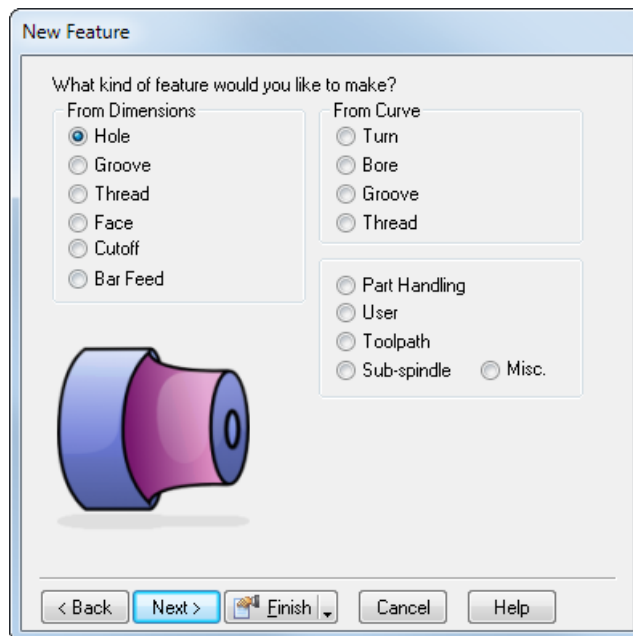 New Feature
What kind of feature would you like to make?
From Dimensions
Hole
Groove
Thread
Face
Cutoff
Bar Feed
From Curve
Turn
Bore
Groove
Thread
Part Handling
User
Toolpath
Sub-spindle Misc.
< Back Next > Finish Cancel Help